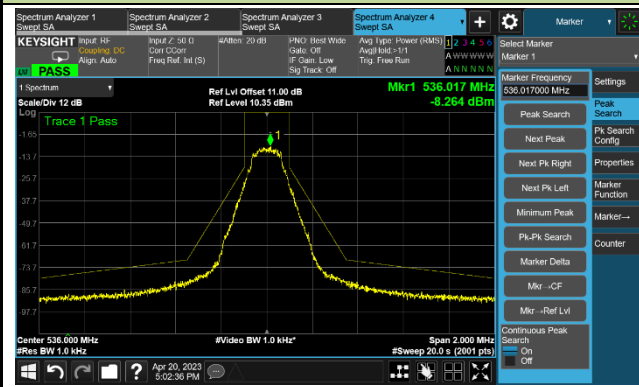 Spectrum Analyzer 1
Swept SA
Spectrum Analyzer 2
Swept SA
Spectrum Analyzer 3
Swept SA
Spectrum Analyzer 4
Swept SA
Marker
KEYSIGHT
Input: RF
Coupling: DC
Align: Auto
Input Z: 50 Ω
Corr CCorr
Freq Ref: Int (S)
#Atten: 20 dB
PNO: Best Wide
Gate: Off
IF Gain: Low
Sig Track: Off
Avg Type: Power (RMS)
Avg|Hold:>1/1
Trig: Free Run
1 2 3 4 5 6
A W W W W W
A N N N N N
PASS
Select Marker
Marker 1
1 Spectrum
Scale/Div 12 dB
Ref Lvl Offset 11.00 dB
Ref Level 10.35 dBm
Mkr1 536.017 MHz
-8.264 dBm
Log
Trace 1 Pass
1
-1.65
-13.7
-25.7
-37.7
-49.7
-61.7
-73.7
-85.7
-97.7
Center 536.000 MHz
#Res BW 1.0 kHz
#Video BW 1.0 kHz*
Span 2.000 MHz
#Sweep 20.0 s (2001 pts)
Marker Frequency
536.017000 MHz
Peak Search
Next Peak
Next Pk Right
Next Pk Left
Minimum Peak
Pk-Pk Search
Marker Delta
Mkr→CF
Mkr→Ref Lvl
Continuous Peak
Search
On
Off
Settings
Peak
Search
Pk Search
Config
Properties
Marker
Function
Marker→
Counter
Apr 20, 2023
5:02:36 PM